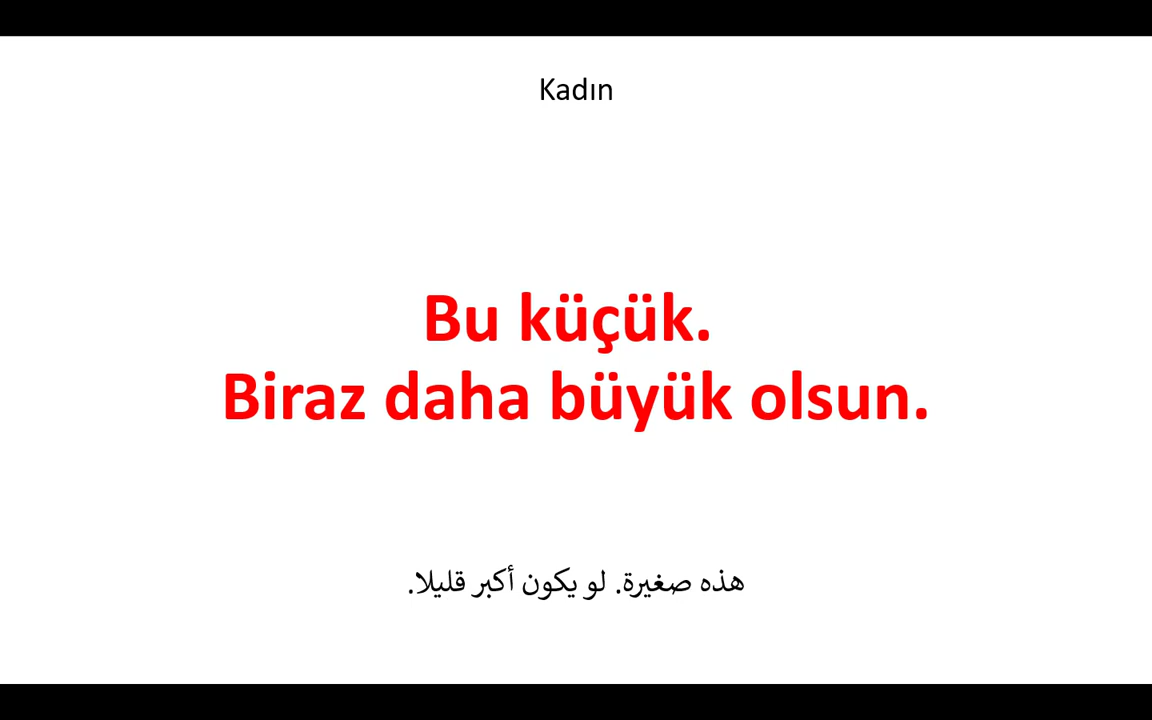 Kadın
Bu küçük.
Biraz daha büyük olsun.
هذه صغيرة. لو يكون أكبر قليلا.